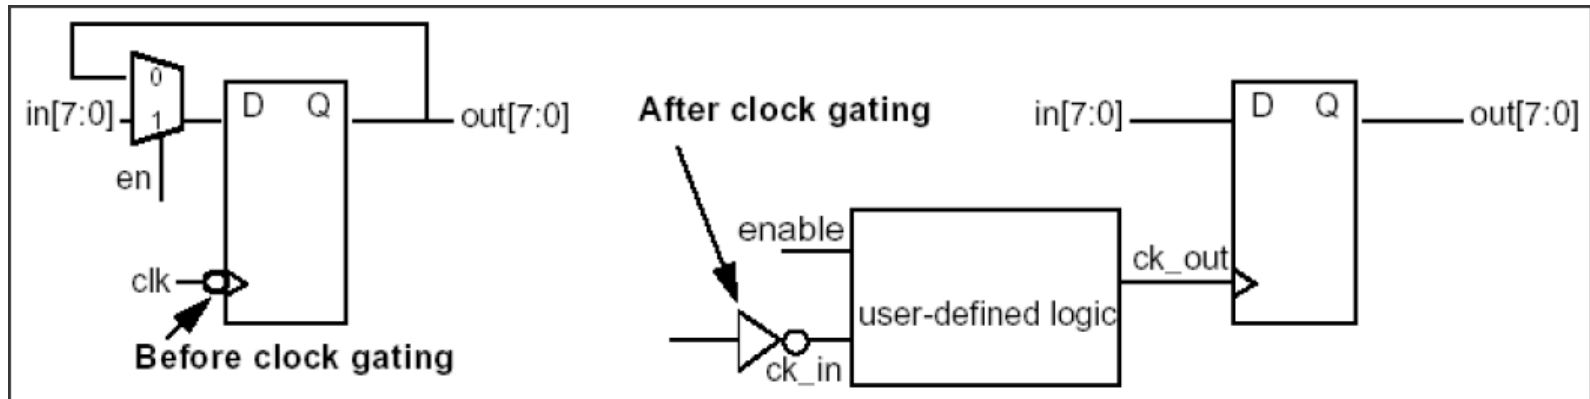 0
in[7:0]
1
D Q
out[7:0]
en
clk
Before clock gating
After clock gating
in[7:0]
D Q
out[7:0]
enable
ck_out
user-defined logic
ck_in